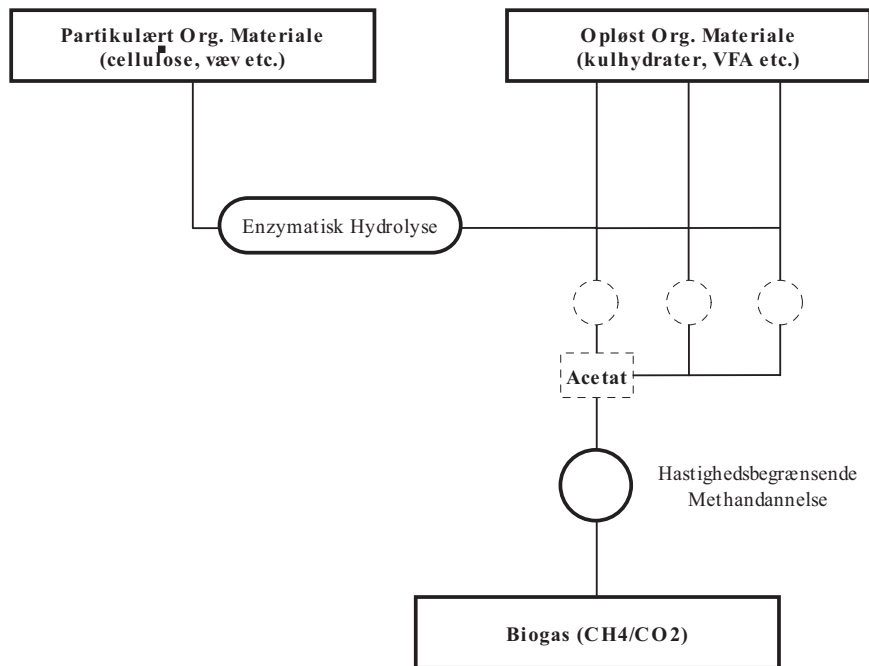 Partikulært Org. Materiale
(cellulose, væv etc.)
Opløst Org. Materiale
(kulhydrater, VFA etc.)
Enzymatisk Hydrolyse
Acetat
Hastighedsbegrænsende
Methandannelse
Biogas (CH4/CO2)